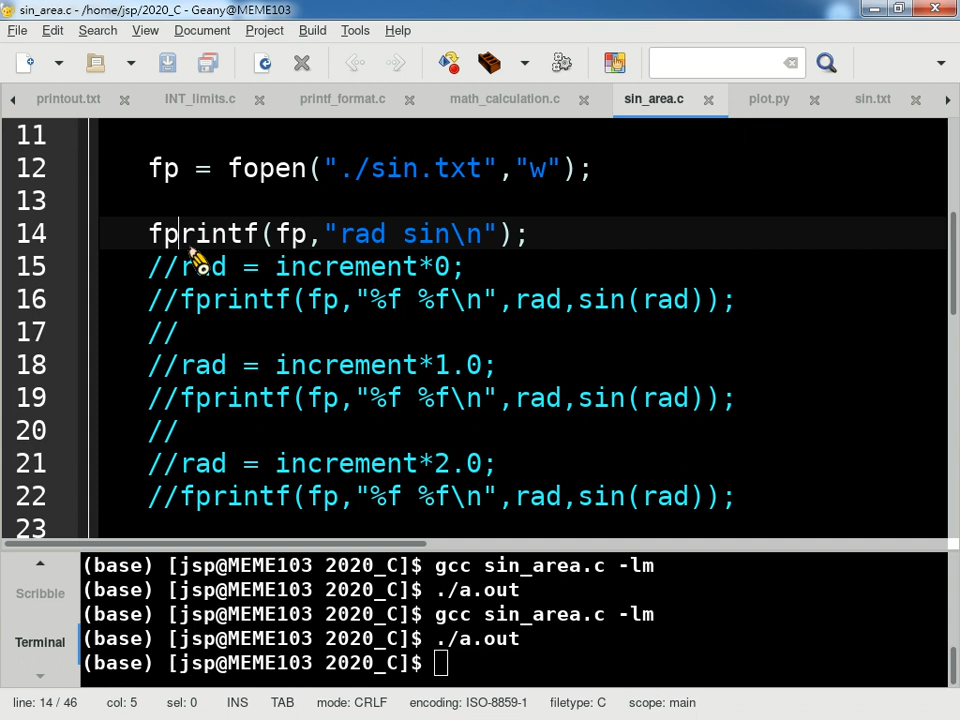 sin_area.c - /home/jsp/2020_C - Geany@MEME103
File Edit Search View Document Project Build Tools Help
printout.txt INT_limits.c printf_format.c math_calculation.c sin_area.c plot.py sin.txt
11
12 fp = fopen("./sin.txt","w");
13
14 fprintf(fp,"rad sin\n");
15 //rad = increment*0;
16 //fprintf(fp,"%f %f\n",rad,sin(rad));
17 //
18 //rad = increment*1.0;
19 //fprintf(fp,"%f %f\n",rad,sin(rad));
20 //
21 //rad = increment*2.0;
22 //fprintf(fp,"%f %f\n",rad,sin(rad));
23
(base) [jsp@MEME103 2020_C]$ gcc sin_area.c -lm
(base) [jsp@MEME103 2020_C]$ ./a.out
(base) [jsp@MEME103 2020_C]$ gcc sin_area.c -lm
(base) [jsp@MEME103 2020_C]$ ./a.out
(base) [jsp@MEME103 2020_C]$
Scribble
Terminal
line: 14 / 46 col: 5 sel: 0 INS TAB mode: CRLF encoding: ISO-8859-1 filetype: C scope: main